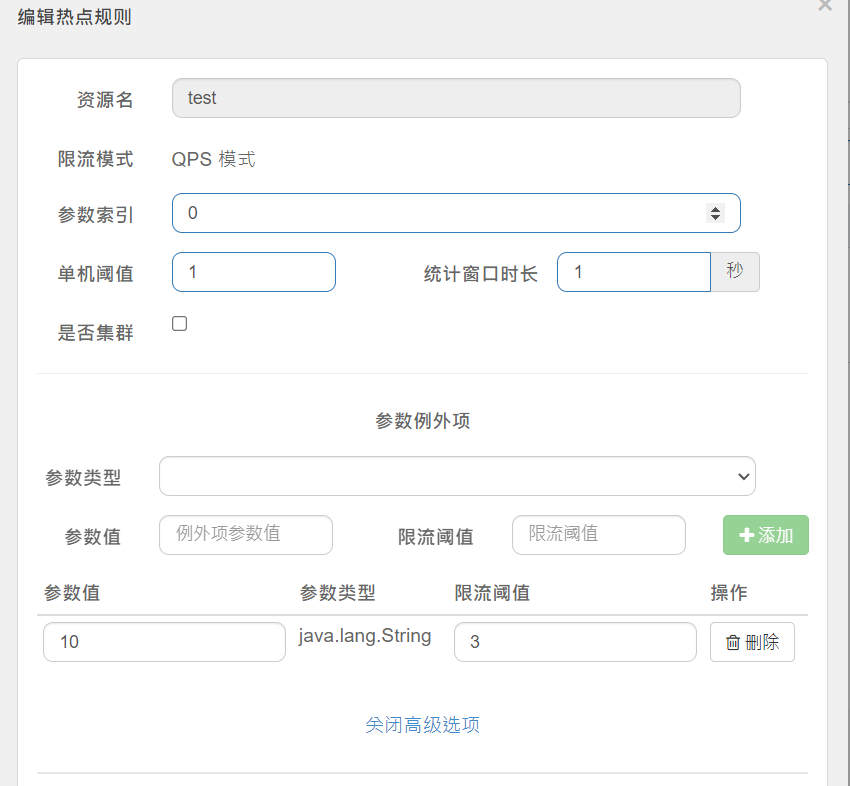 编辑热点规则 ×
资源名 test
限流模式 QPS 模式
参数索引 0
单机阈值 1 统计窗口时长 1 秒
是否集群
参数例外项
参数类型
参数值 例外项参数值 限流阈值 限流阈值 +添加
参数值 参数类型 限流阈值 操作
10 java.lang.String 3 删除
关闭高级选项